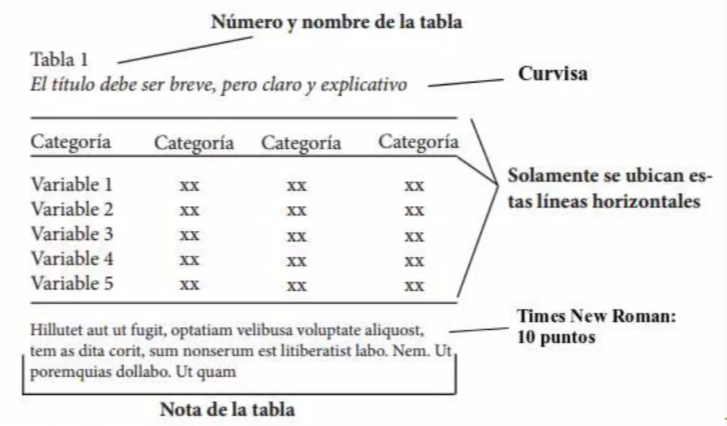 Número y nombre de la tabla
Tabla 1
El título debe ser breve, pero claro y explicativo
Curvisa
Categoría Categoría Categoría Categoría
Solamente se ubican es-
tas líneas horizontales
Variable 1 xx xx xx
Variable 2 xx xx xx
Variable 3 xx xx xx
Variable 4 xx xx xx
Variable 5 xx xx xx
Hillutet aut ut fugit, optatiam velibusa voluptate aliquost,
tem as dita corit, sum nonserum est litiberatist labo. Nem. Ut
poremquias dollabo. Ut quam
Times New Roman:
10 puntos
Nota de la tabla